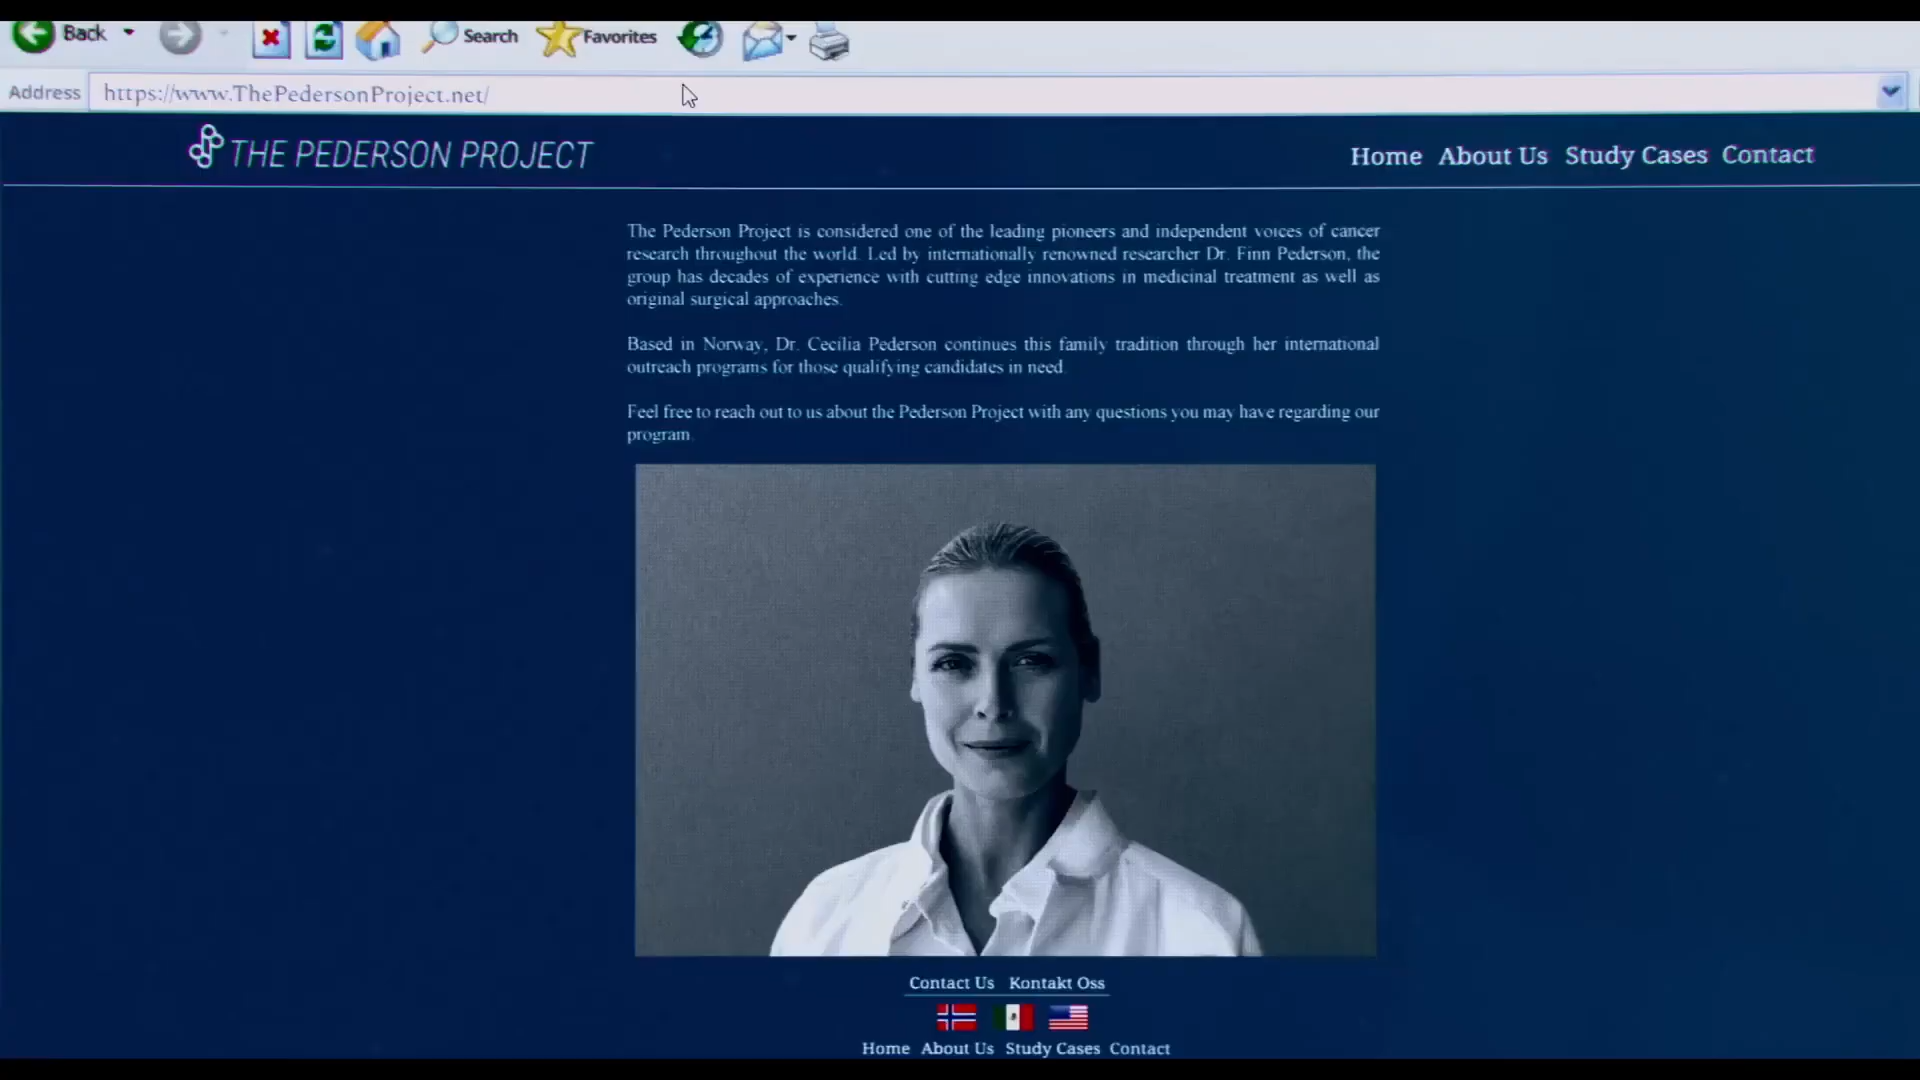 Back Search Favorites
Address https://www.ThePedersonProject.net/
THE PEDERSON PROJECT Home About Us Study Cases Contact
The Pederson Project is considered one of the leading pioneers and independent voices of cancer
research throughout the world. Led by internationally renowned researcher Dr. Finn Pederson, the
group has decades of experience with cutting edge innovations in medicinal treatment as well as
original surgical approaches.
Based in Norway, Dr. Cecilia Pederson continues this family tradition through her international
outreach programs for those qualifying candidates in need.
Feel free to reach out to us about the Pederson Project with any questions you may have regarding our
program.
Contact Us Kontakt Oss
Home About Us Study Cases Contact